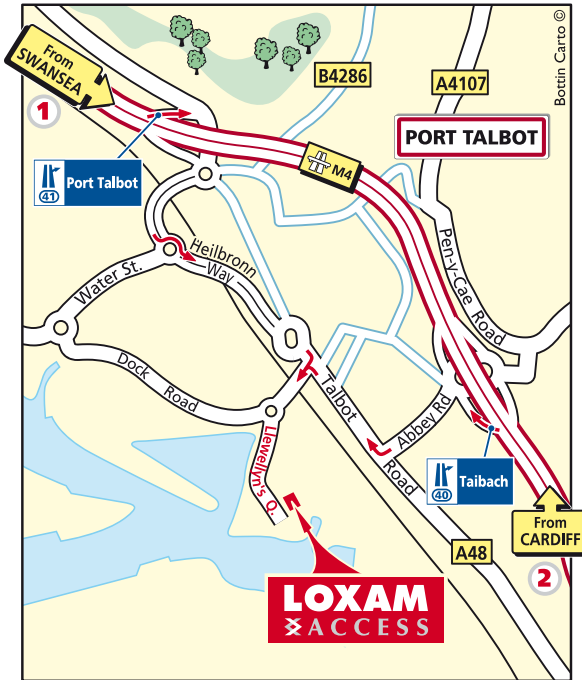 Bottin Carto ©
From
SWANSEA
1
B4286
A4107
PORT TALBOT
41
Port Talbot
M4
Pen-y-Cae Road
Heilbronn
Way
Water St.
Dock Road
Talbot
Road
Abbey Rd
Llewellyn,s Q.
40
Taibach
From
CARDIFF
A48
2
LOXAM
ACCESS